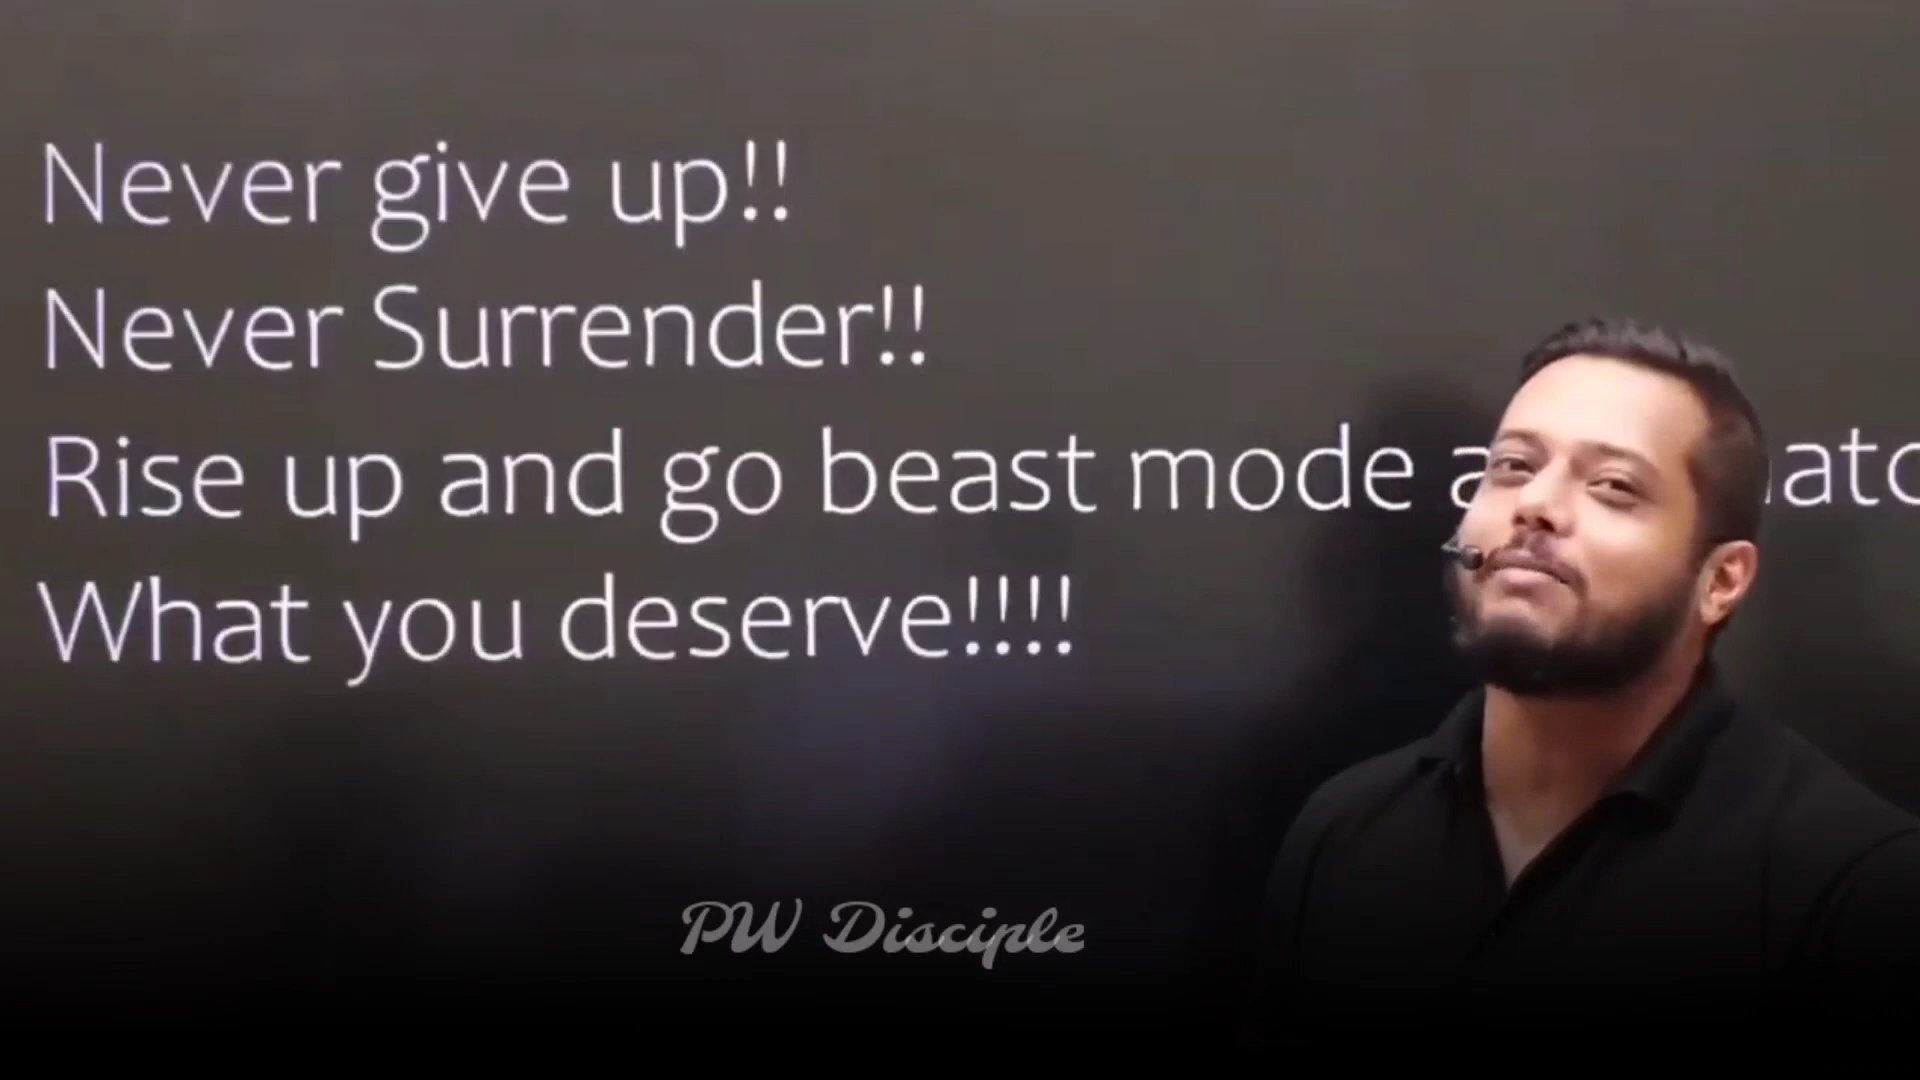 Never give up!!
Never Surrender!!
Rise up and go beast mode
What you deserve!!!!
PW Disciple